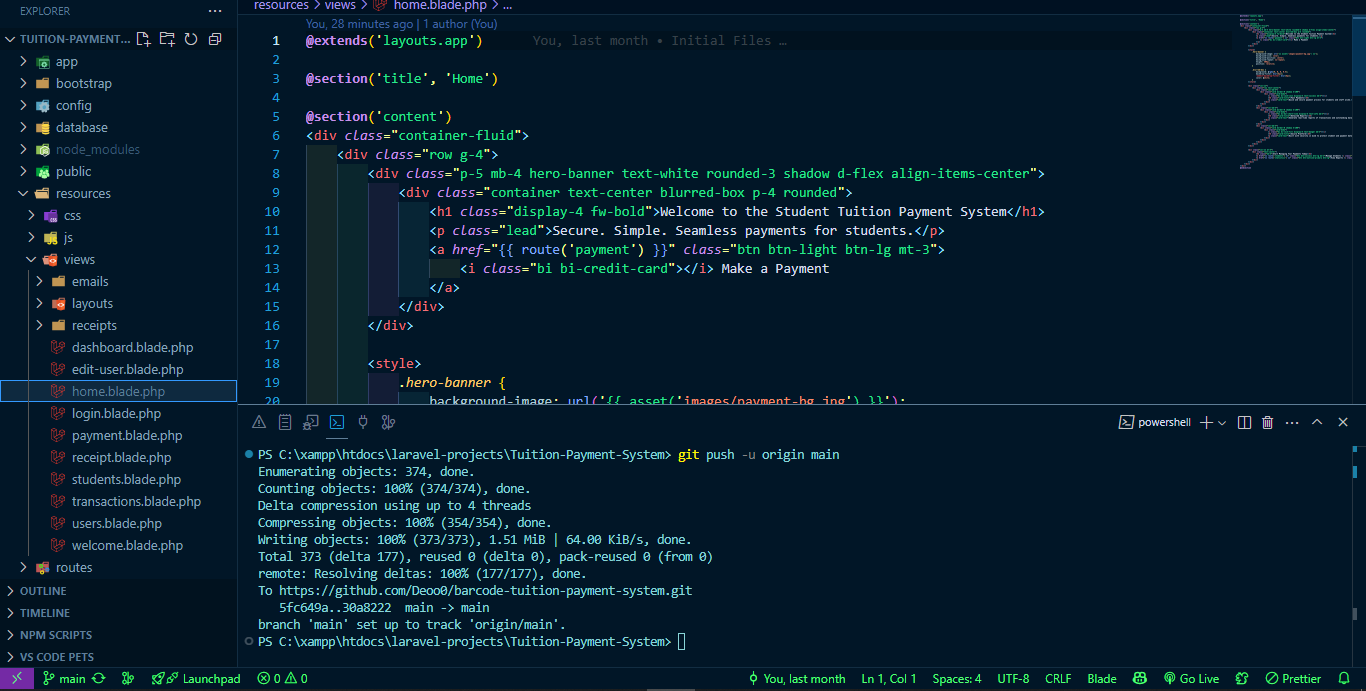 EXPLORER
TUITION-PAYMENT...
app
bootstrap
config
database
node_modules
public
resources
css
js
views
emails
layouts
receipts
dashboard.blade.php
edit-user.blade.php
home.blade.php
login.blade.php
payment.blade.php
receipt.blade.php
students.blade.php
transactions.blade.php
users.blade.php
welcome.blade.php
routes
OUTLINE
TIMELINE
NPM SCRIPTS
VS CODE PETS
resources > views > home.blade.php > ...
You, 28 minutes ago | 1 author (You)
1 @extends('layouts.app') You, last month • Initial Files …
2
3 @section('title', 'Home')
4
5 @section('content')
6 <div class="container-fluid">
7 <div class="row g-4">
8 <div class="p-5 mb-4 hero-banner text-white rounded-3 shadow d-flex align-items-center">
9 <div class="container text-center blurred-box p-4 rounded">
10 <h1 class="display-4 fw-bold">Welcome to the Student Tuition Payment System</h1>
11 <p class="lead">Secure. Simple. Seamless payments for students.</p>
12 <a href="{{ route('payment') }}" class="btn btn-light btn-lg mt-3">
13 <i class="bi bi-credit-card"></i> Make a Payment
14 </a>
15 </div>
16 </div>
17
18 <style>
19 .hero-banner {
20 background-image: url('{{ asset('images/payment-bg.jpg') }}');
powershell
PS C:\xampp\htdocs\laravel-projects\Tuition-Payment-System> git push -u origin main
Enumerating objects: 374, done.
Counting objects: 100% (374/374), done.
Delta compression using up to 4 threads
Compressing objects: 100% (354/354), done.
Writing objects: 100% (373/373), 1.51 MiB | 64.00 KiB/s, done.
Total 373 (delta 177), reused 0 (delta 0), pack-reused 0 (from 0)
remote: Resolving deltas: 100% (177/177), done.
To https://github.com/Deoo0/barcode-tuition-payment-system.git
5fc649a..30a8222 main -> main
branch 'main' set up to track 'origin/main'.
PS C:\xampp\htdocs\laravel-projects\Tuition-Payment-System>
main Launchpad 0 0 You, last month Ln 1, Col 1 Spaces: 4 UTF-8 CRLF Blade Go Live Prettier